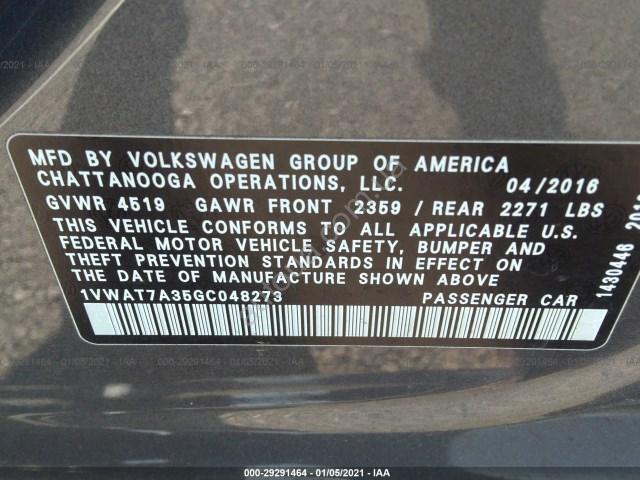 MFD BY VOLKSWAGEN GROUP OF AMERICA
CHATTANOOGA OPERATIONS, LLC. 04/2016
GVWR 4519 GAWR FRONT 2359 / REAR 2271 LBS
THIS VEHICLE CONFORMS TO ALL APPLICABLE U.S.
FEDERAL MOTOR VEHICLE SAFETY, BUMPER AND
THEFT PREVENTION STANDARDS IN EFFECT ON
THE DATE OF MANUFACTURE SHOWN ABOVE.
1VWAT7A35GC048273 PASSENGER CAR
1430446
000-29291464 - 01/05/2021 - IAA